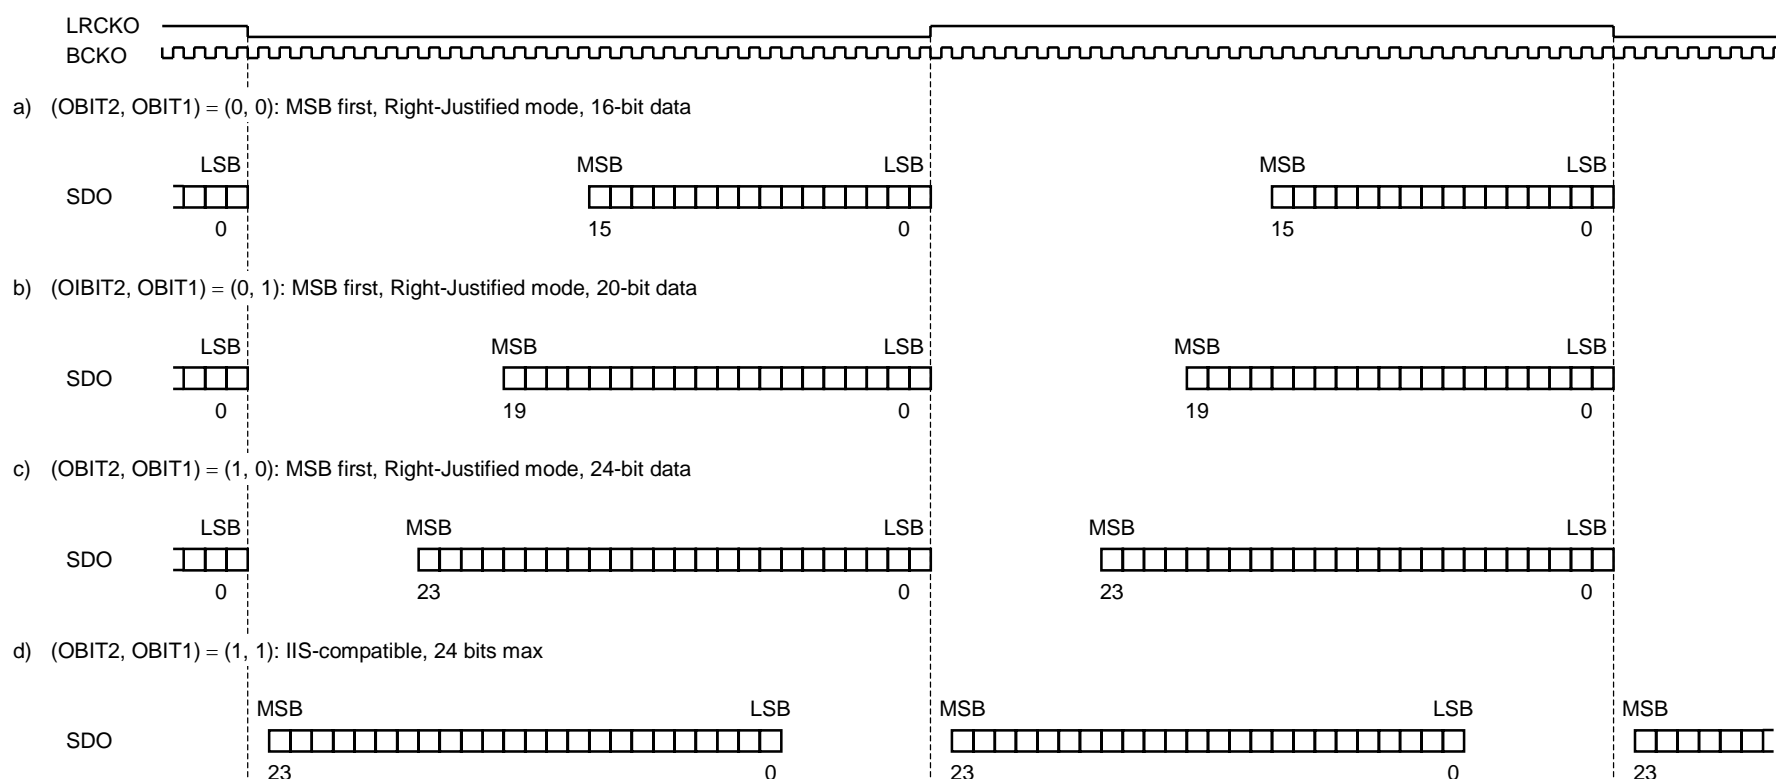 LRCKO
BCKO
a) (OBIT2, OBIT1) = (0, 0): MSB first, Right-Justified mode, 16-bit data
LSB MSB LSB MSB LSB
SDO
0 15 0 15 0
b) (OIBIT2, OBIT1) = (0, 1): MSB first, Right-Justified mode, 20-bit data
LSB MSB LSB MSB LSB
SDO
0 19 0 19 0
c) (OBIT2, OBIT1) = (1, 0): MSB first, Right-Justified mode, 24-bit data
LSB MSB LSB MSB LSB
SDO
0 23 0 23 0
d) (OBIT2, OBIT1) = (1, 1): IIS-compatible, 24 bits max
MSB LSB MSB LSB MSB
SDO
23 0 23 0 23